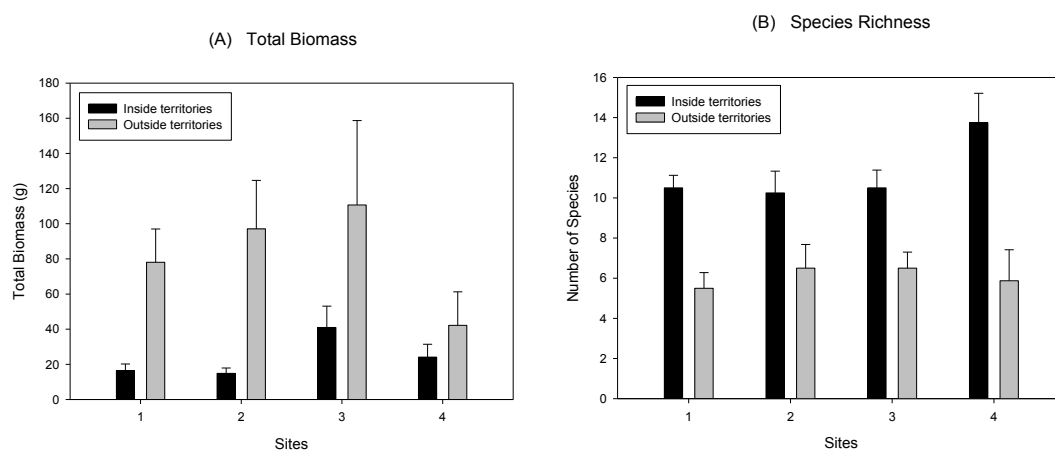 (A) Total Biomass
180
160
140
120
100
80
60
40
20
0
Total Biomass (g)
Inside territories
Outside territories
1 2 3 4
Sites
(B) Species Richness
16
14
12
10
8
6
4
2
0
Number of Species
Inside territories
Outside territories
1 2 3 4
Sites